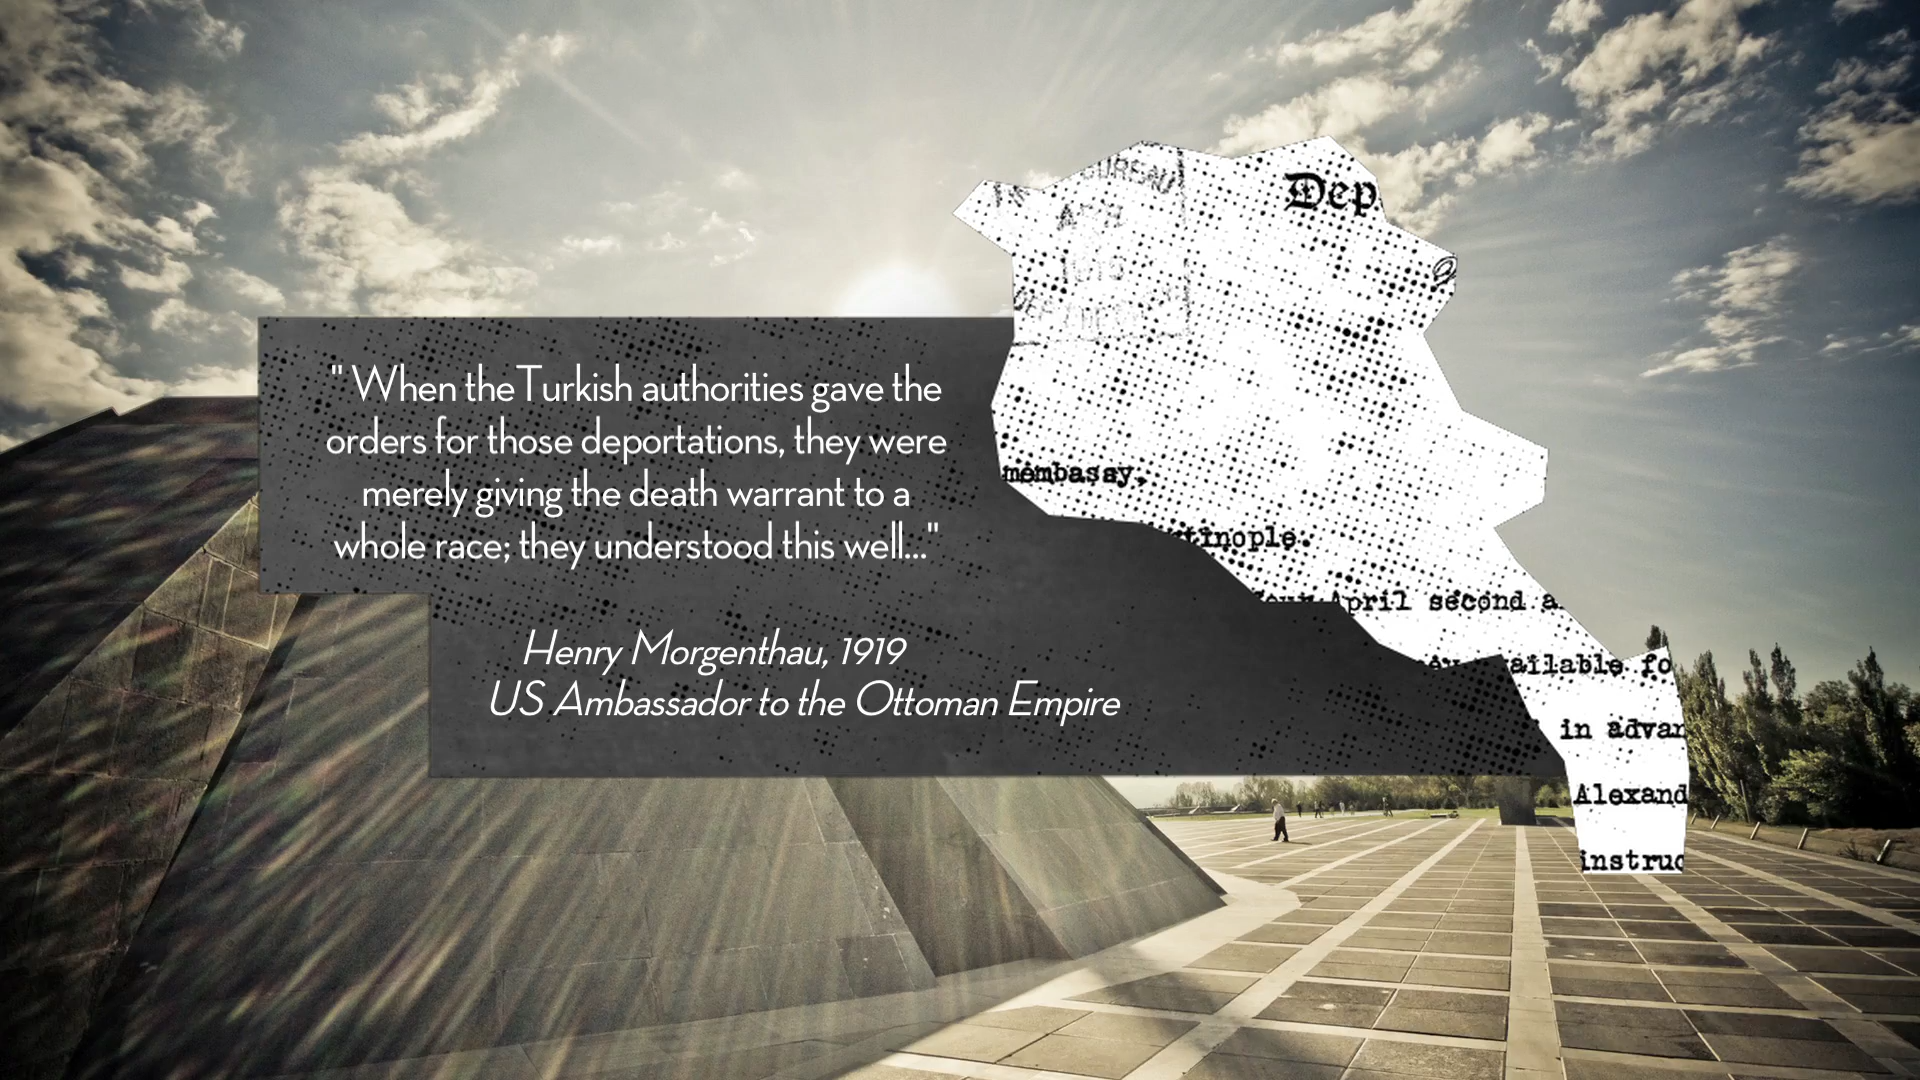 " When the Turkish authorities gave the
orders for those deportations, they were
merely giving the death warrant to a
whole race; they understood this well..."
Henry Morgenthau, 1919
US Ambassador to the Ottoman Empire
Dep
membassy,
tinople.
April second a
ailable fo
in advan
Alexand
instruc